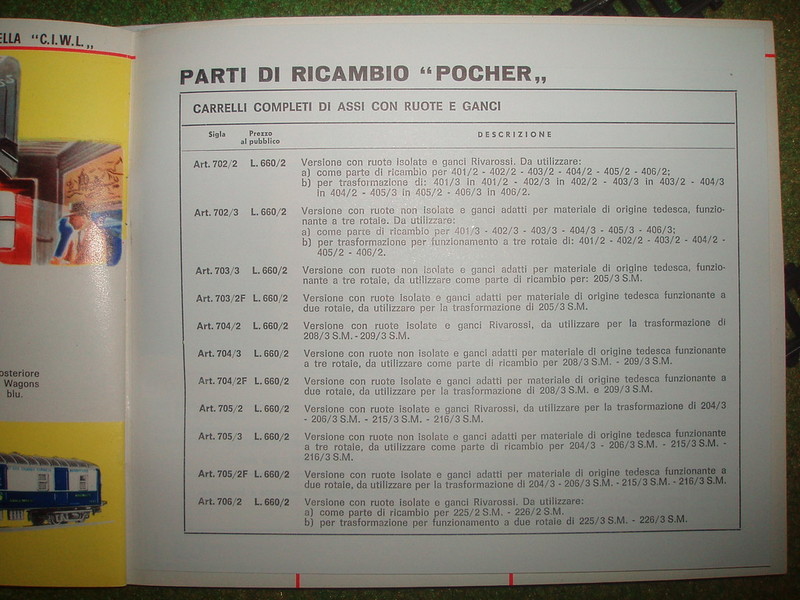 ELLA "C.I.W.L.„
osteriore
Wagons
blu.
PARTI DI RICAMBIO "POCHER„
CARRELLI COMPLETI DI ASSI CON RUOTE E GANCI
Sigla Prezzo al pubblico DESCRIZIONE
Art. 702/2 L. 660/2 Versione con ruote isolate e ganci Rivarossi. Da utilizzare:
a) come parte di ricambio per 401/2 - 402/2 - 403/2 - 404/2 - 405/2 - 406/2;
b) per trasformazione di: 401/3 in 401/2 - 402/3 in 402/2 - 403/3 in 403/2 - 404/3
in 404/2 - 405/3 in 405/2 - 406/3 in 406/2.
Art. 702/3 L. 660/2 Versione con ruote non isolate e ganci adatti per materiale di origine tedesca, funzio-
nante a tre rotaie. Da utilizzare:
a) come parte di ricambio per 401/3 - 402/3 - 403/3 - 404/3 - 405/3 - 406/3;
b) per trasformazione per funzionamento a tre rotaie di: 401/2 - 402/2 - 403/2 - 404/2 -
405/2 - 406/2.
Art. 703/3 L. 660/2 Versione con ruote non isolate e ganci adatti per materiale di origine tedesca, funzio-
nante a tre rotaie, da utilizzare come parte di ricambio per: 205/3 S.M.
Art. 703/2F L. 660/2 Versione con ruote isolate e ganci adatti per materiale di origine tedesca funzionante a
due rotaie, da utilizzare per la trasformazione di 205/3 S.M.
Art. 704/2 L. 660/2 Versione con ruote isolate e ganci Rivarossi, da utilizzare per la trasformazione di
208/3 S.M. - 209/3 S.M.
Art. 704/3 L. 660/2 Versione con ruote non isolate e ganci adatti per materiale di origine tedesca funzionante
a tre rotaie, da utilizzare come parte di ricambio per 208/3 S.M. - 209/3 S.M.
Art. 704/2F L. 660/2 Versione con ruote isolate e ganci adatti per materiale di origine tedesca funzionante a
due rotaie, da utilizzare per la trasformazione di 208/3 S.M. e 209/3 S.M.
Art. 705/2 L. 660/2 Versione con ruote isolate e ganci Rivarossi, da utilizzare per la trasformazione di 204/3
- 206/3 S.M. - 215/3 S.M. - 216/3 S.M.
Art. 705/3 L. 660/2 Versione con ruote non isolate e ganci adatti per materiale di origine tedesca funzionante
a tre rotaie, da utilizzare come parte di ricambio per 204/3 - 206/3 S.M. - 215/3 S.M. -
216/3 S.M.
Art. 705/2F L. 660/2 Versione con ruote isolate e ganci adatti per materiale di origine tedesca funzionante a
due rotaie, da utilizzare per la trasformazione di 204/3 - 206/3 S.M. - 215/3 S.M. - 216/3 S.M.
Art. 706/2 L. 660/2 Versione con ruote isolate e ganci Rivarossi. Da utilizzare:
a) come parte di ricambio per 225/2 S.M. - 226/2 S.M.
b) per trasformazione per funzionamento a due rotaie di 225/3 S.M. - 226/3 S.M.